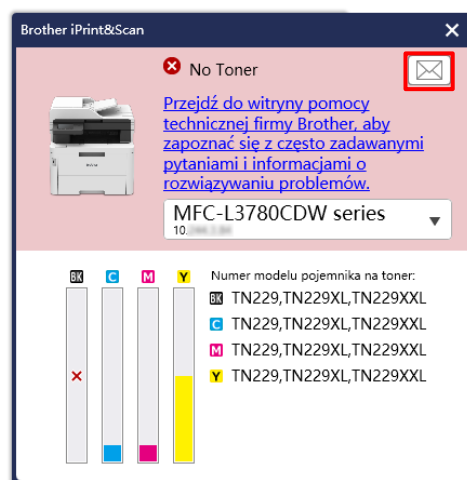 Brother iPrint&Scan
No Toner
Przejdź do witryny pomocy
technicznej firmy Brother, aby
zapoznać się z często zadawanymi
pytaniami i informacjami o
rozwiązywaniu problemów.
MFC-L3780CDW series
10.
BK C M Y
Numer modelu pojemnika na toner:
BK TN229,TN229XL,TN229XXL
C TN229,TN229XL,TN229XXL
M TN229,TN229XL,TN229XXL
Y TN229,TN229XL,TN229XXL